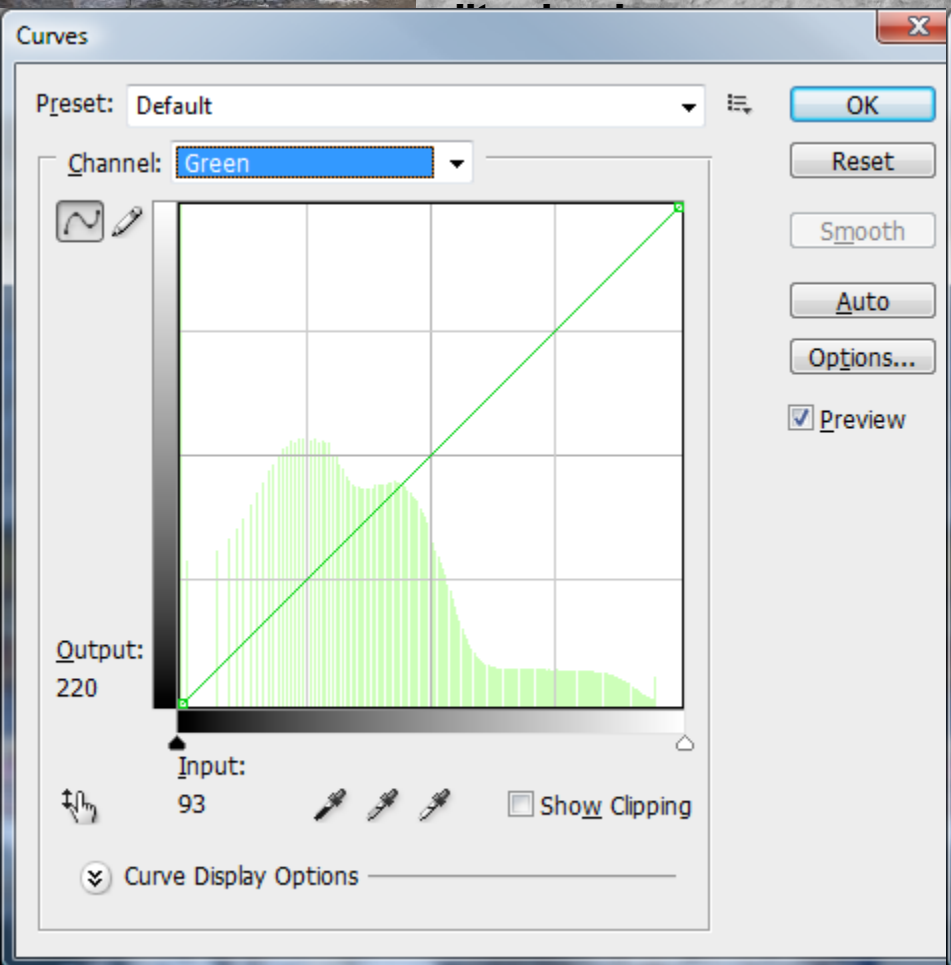 Curves
Preset: Default
OK
Channel: Green
Reset
Smooth
Auto
Options...
Preview
Output:
220
Input:
93
Show Clipping
Curve Display Options